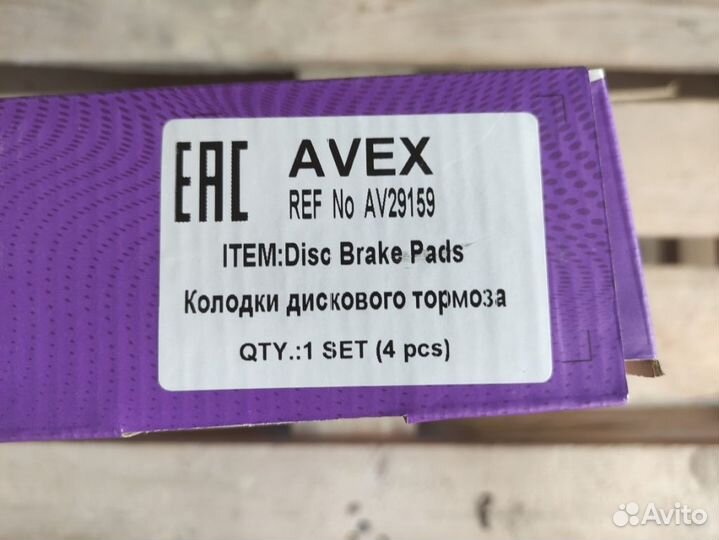 EAC AVEX
REF No AV29159
ITEM:Disc Brake Pads
Колодки дискового тормоза
QTY.:1 SET (4 pcs)
Avito